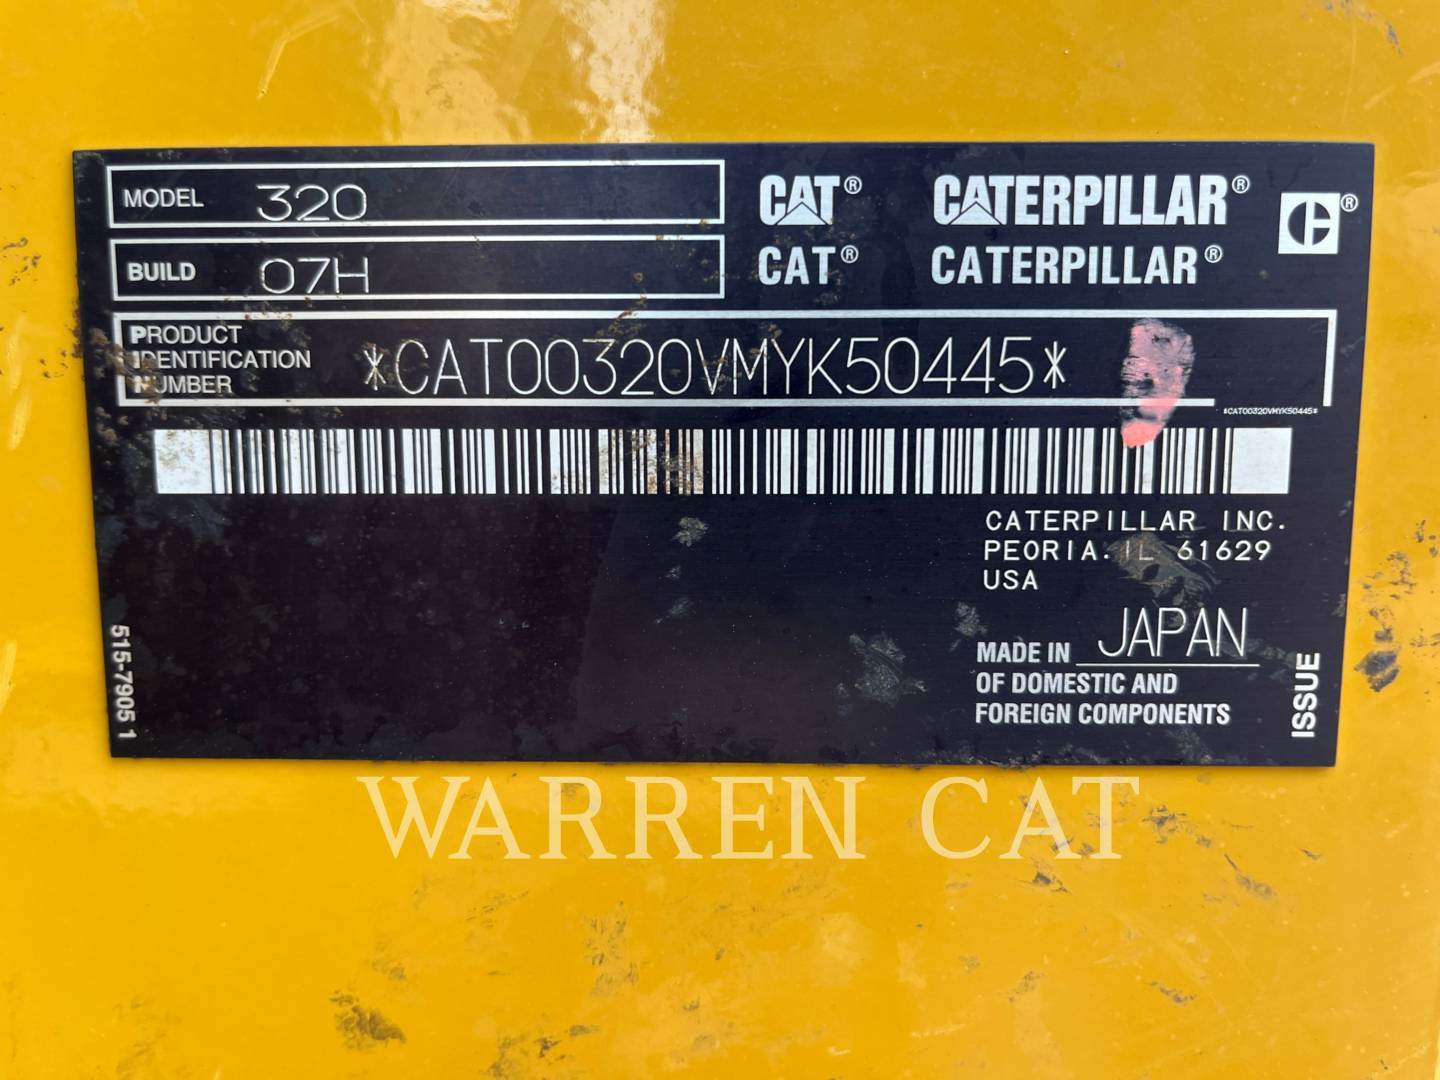 MODEL 320
BUILD 07H
CAT® CATERPILLAR® ®
CAT® CATERPILLAR®
PRODUCT
IDENTIFICATION
NUMBER
*CAT00320VMYK50445*
*CAT00320VMYK50445*
CATERPILLAR INC.
PEORIA, IL 61629
USA
MADE IN JAPAN
OF DOMESTIC AND
FOREIGN COMPONENTS
515-7905 1
ISSUE
WARREN CAT